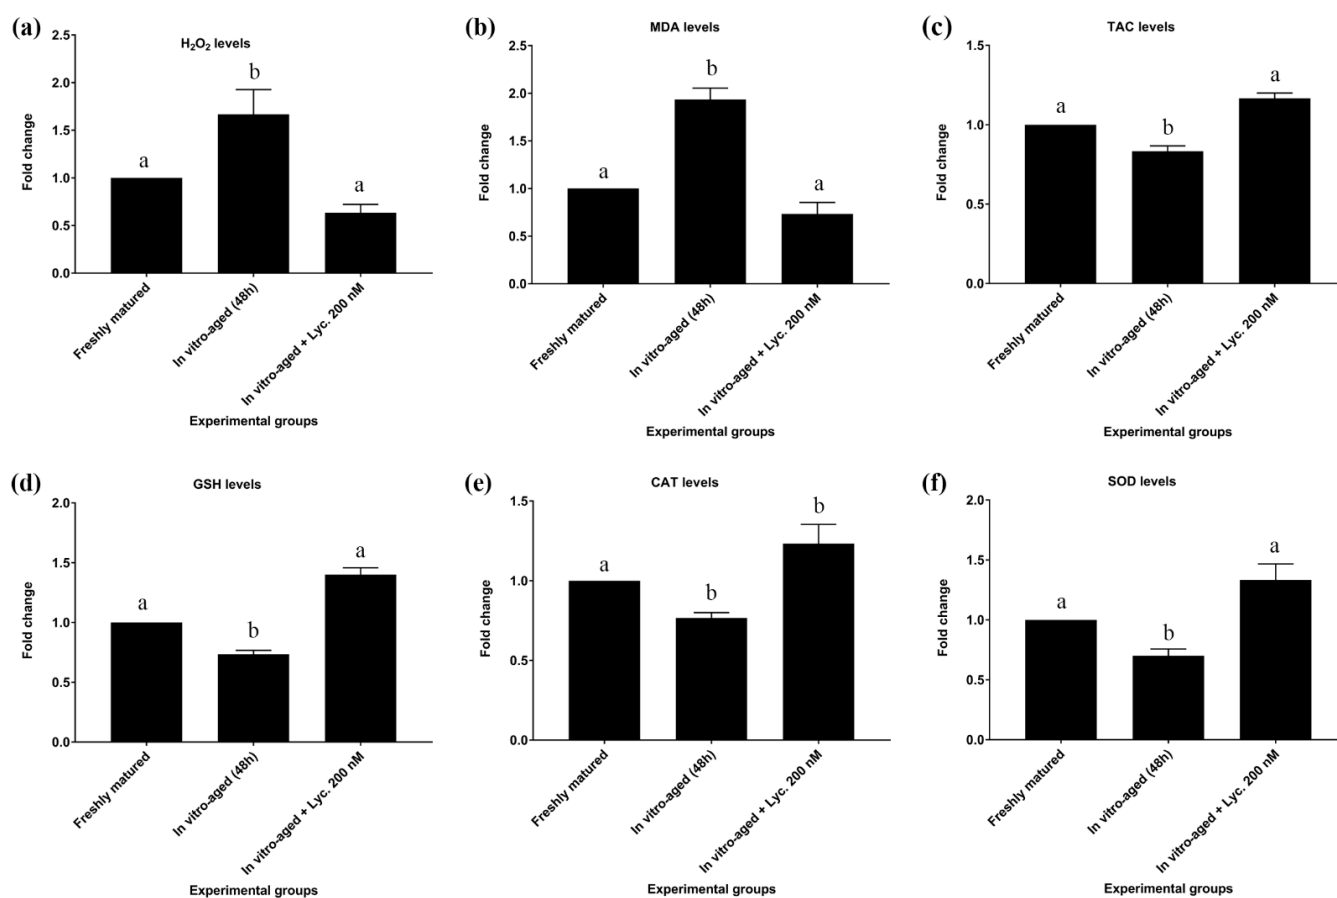 (a)
H₂O₂ levels
Fold change
2.5
2.0
1.5
1.0
0.5
0.0
a
b
a
Freshly matured
In vitro-aged (48h)
In vitro-aged + Lyc. 200 nM
Experimental groups
(b)
MDA levels
Fold change
2.5
2.0
1.5
1.0
0.5
0.0
a
b
a
Freshly matured
In vitro-aged (48h)
In vitro-aged + Lyc. 200 nM
Experimental groups
(c)
TAC levels
Fold change
1.5
1.0
0.5
0.0
a
b
a
Freshly matured
In vitro-aged (48h)
In vitro-aged + Lyc. 200 nM
Experimental groups
(d)
GSH levels
Fold change
2.0
1.5
1.0
0.5
0.0
a
b
a
Freshly matured
In vitro-aged (48h)
In vitro-aged + Lyc. 200 nM
Experimental groups
(e)
CAT levels
Fold change
1.5
1.0
0.5
0.0
a
b
b
Freshly matured
In vitro-aged (48h)
In vitro-aged + Lyc. 200 nM
Experimental groups
(f)
SOD levels
Fold change
2.0
1.5
1.0
0.5
0.0
a
b
a
Freshly matured
In vitro-aged (48h)
In vitro-aged + Lyc. 200 nM
Experimental groups